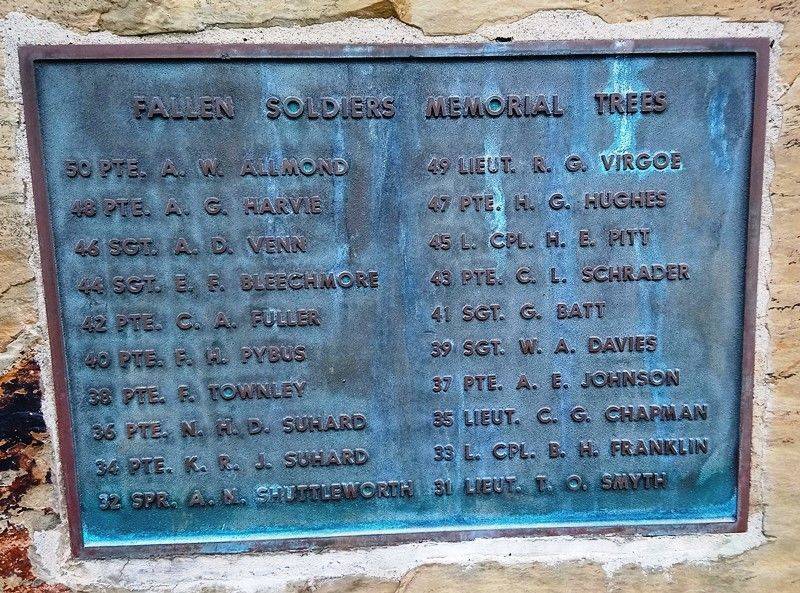 FALLEN SOLDIERS MEMORIAL TREES
50 PTE. A. W. ALLMOND
48 PTE. A. G. HARVIE
46 SGT. A. D. VENN
44 SGT. E. F. BLEECHMORE
42 PTE. C. A. FULLER
40 PTE. F. H. PYBUS
38 PTE. F. TOWNLEY
36 PTE. N. H. D. SUHARD
34 PTE. K. R. J. SUHARD
32 SPR. A. N. SHUTTLEWORTH
49 LIEUT. R. G. VIRGOE
47 PTE. H. G. HUGHES
45 L. CPL. H. E. PITT
43 PTE. C. L. SCHRADER
41 SGT. G. BATT
39 SGT. W. A. DAVIES
37 PTE. A. E. JOHNSON
35 LIEUT. C. G. CHAPMAN
33 L. CPL. B. H. FRANKLIN
31 LIEUT. T. O. SMYTH